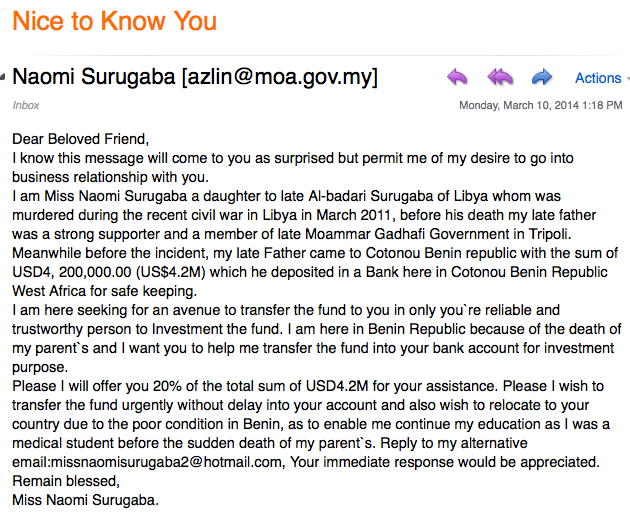 Nice to Know You
Naomi Surugaba [azlin@moa.gov.my]
Actions
Inbox
Monday, March 10, 2014 1:18 PM
Dear Beloved Friend,
I know this message will come to you as surprised but permit me of my desire to go into
business relationship with you.
I am Miss Naomi Surugaba a daughter to late Al-badari Surugaba of Libya whom was
murdered during the recent civil war in Libya in March 2011, before his death my late father
was a strong supporter and a member of late Moammar Gadhafi Government in Tripoli.
Meanwhile before the incident, my late Father came to Cotonou Benin republic with the sum of
USD4, 200,000.00 (US$4.2M) which he deposited in a Bank here in Cotonou Benin Republic
West Africa for safe keeping.
I am here seeking for an avenue to transfer the fund to you in only you`re reliable and
trustworthy person to Investment the fund. I am here in Benin Republic because of the death of
my parent`s and I want you to help me transfer the fund into your bank account for investment
purpose.
Please I will offer you 20% of the total sum of USD4.2M for your assistance. Please I wish to
transfer the fund urgently without delay into your account and also wish to relocate to your
country due to the poor condition in Benin, as to enable me continue my education as I was a
medical student before the sudden death of my parent`s. Reply to my alternative
email:missnaomisurugaba2@hotmail.com, Your immediate response would be appreciated.
Remain blessed,
Miss Naomi Surugaba.